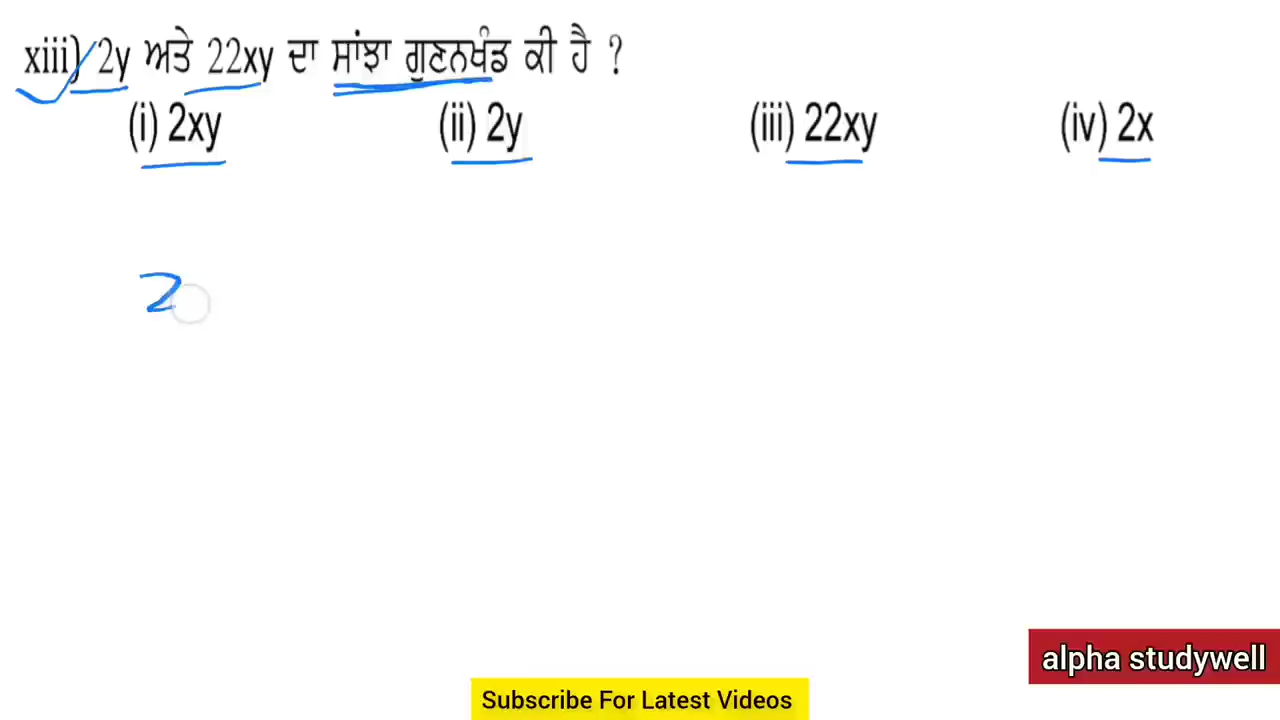 xiii) 2y ਅਤੇ 22xy ਦਾ ਸਾਂਝਾ ਗੁਣਨਖੰਡ ਕੀ ਹੈ ?
(i) 2xy (ii) 2y (iii) 22xy (iv) 2x
2
alpha studywell
Subscribe For Latest Videos